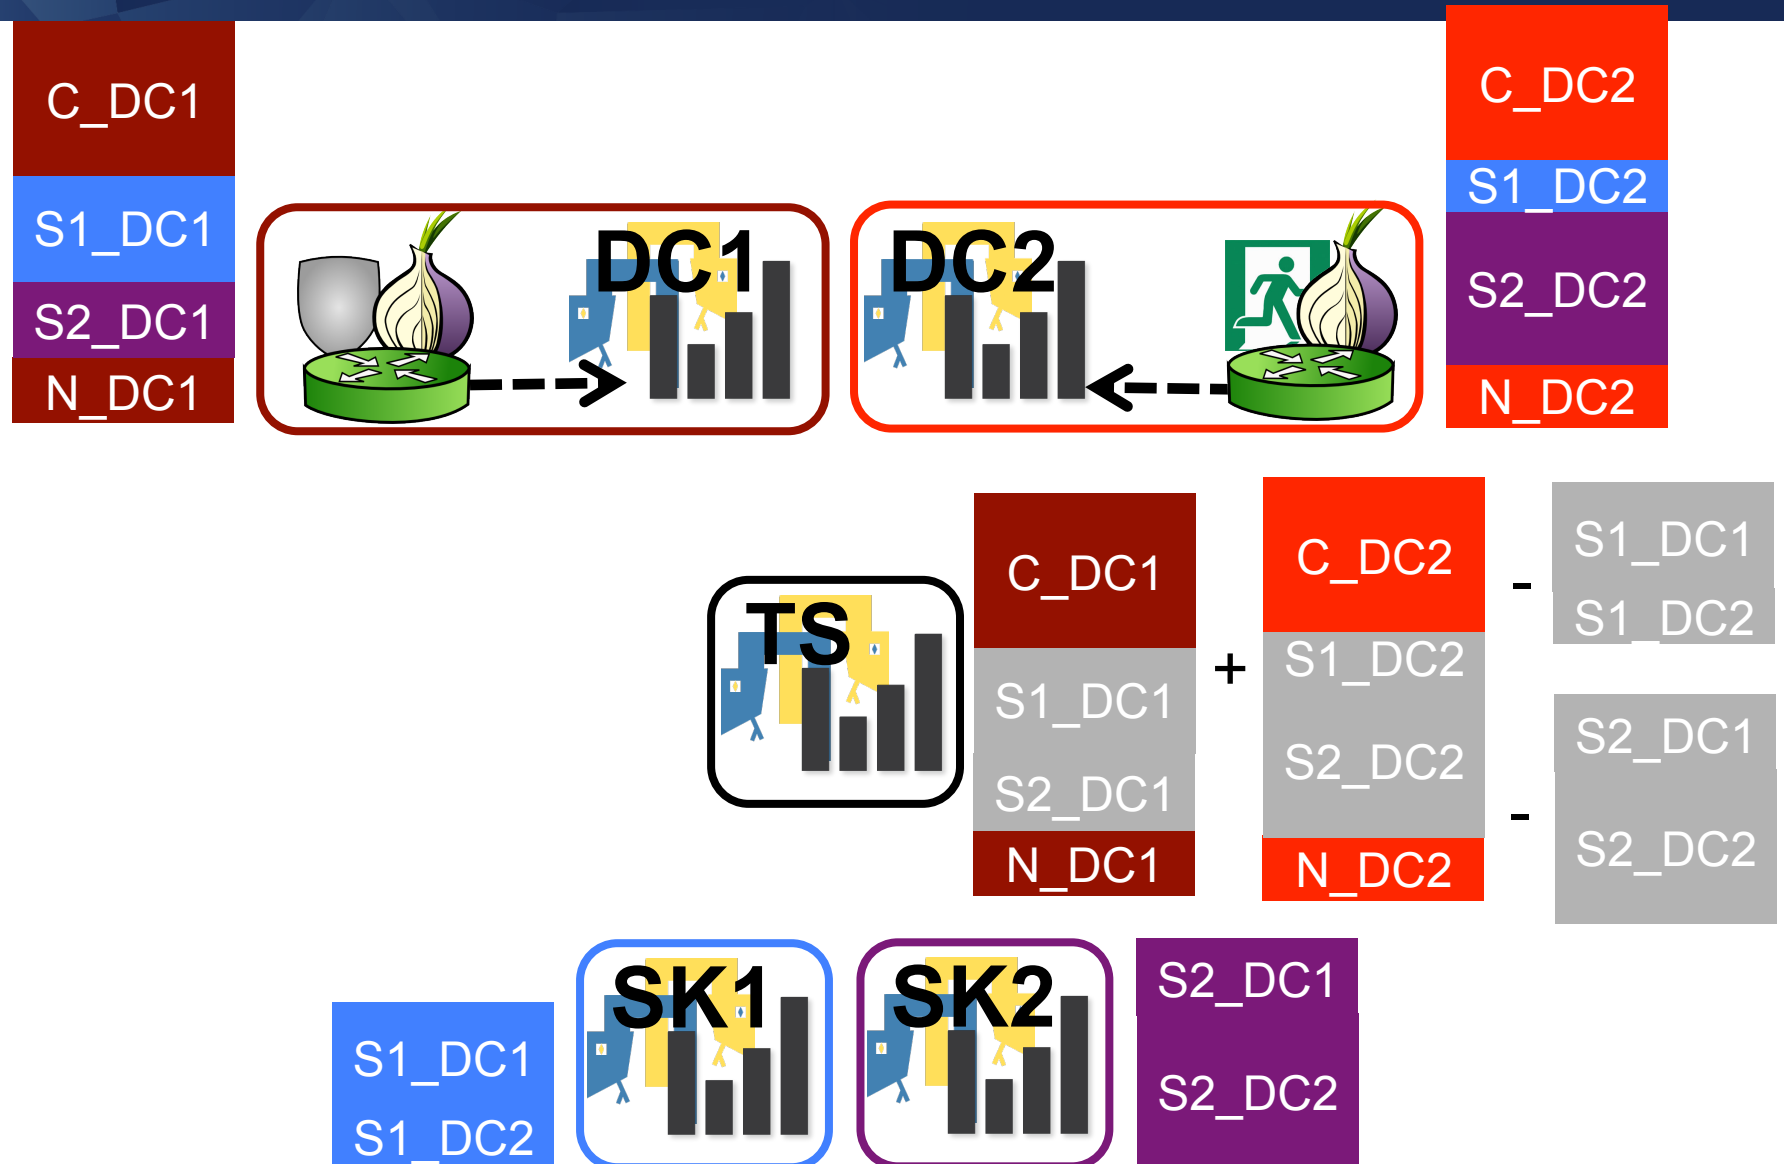 C_DC1
S1_DC1
S2_DC1
N_DC1
DC1
DC2
C_DC2
S1_DC2
S2_DC2
N_DC2
TS
C_DC1
S1_DC1
S2_DC1
N_DC1
+
C_DC2
S1_DC2
S2_DC2
N_DC2
-
S1_DC1
S1_DC2
-
S2_DC1
S2_DC2
S1_DC1
S1_DC2
SK1
SK2
S2_DC1
S2_DC2